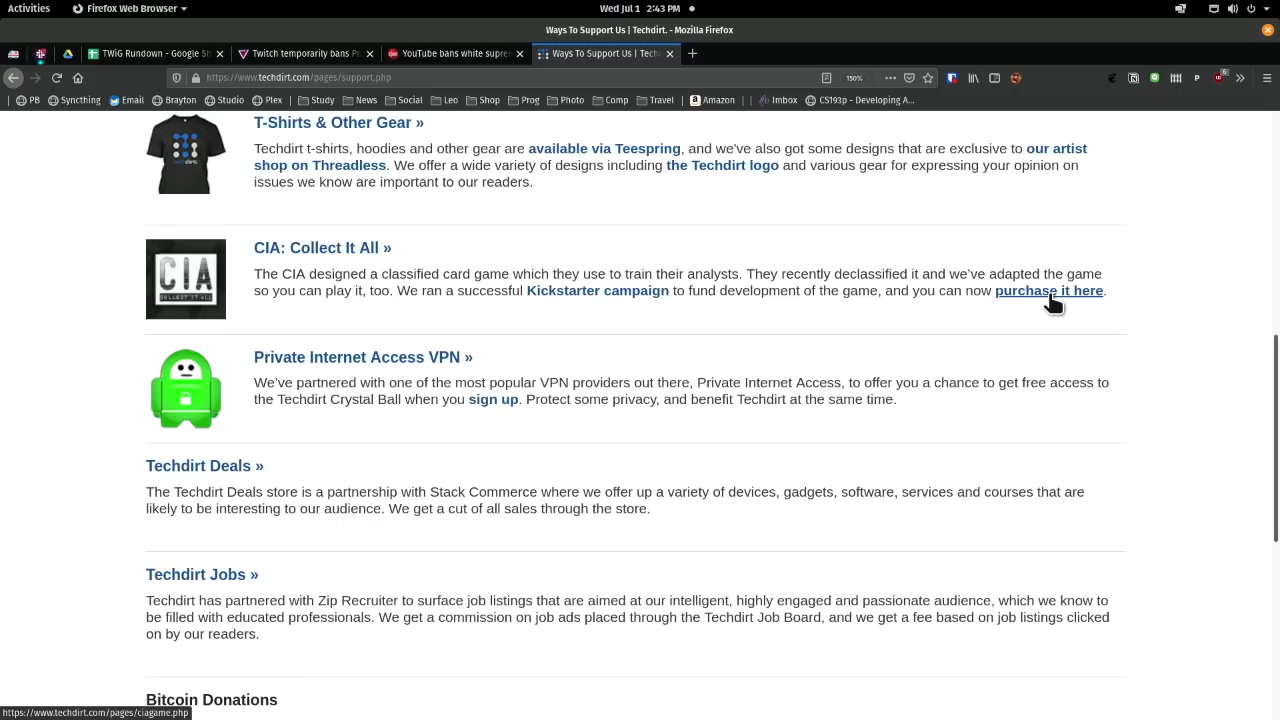 Activities Firefox Web Browser Wed Jul 1 2:43 PM
Ways To Support Us | Techdirt. - Mozilla Firefox
TWiG Rundown - Google Sh Twitch temporarily bans Pr YouTube bans white supre Ways To Support Us | Tech
https://www.techdirt.com/pages/support.php 150%
PB Syncthing Email Brayton Studio Plex Study News Social Leo Shop Prog Photo Comp Travel Amazon Imbox CS193p - Developing A...
T-Shirts & Other Gear »
Techdirt t-shirts, hoodies and other gear are available via Teespring, and we've also got some designs that are exclusive to our artist
shop on Threadless. We offer a wide variety of designs including the Techdirt logo and various gear for expressing your opinion on
issues we know are important to our readers.
CIA
COLLECT IT ALL
CIA: Collect It All »
The CIA designed a classified card game which they use to train their analysts. They recently declassified it and we've adapted the game
so you can play it, too. We ran a successful Kickstarter campaign to fund development of the game, and you can now purchase it here.
Private Internet Access VPN »
We've partnered with one of the most popular VPN providers out there, Private Internet Access, to offer you a chance to get free access to
the Techdirt Crystal Ball when you sign up. Protect some privacy, and benefit Techdirt at the same time.
Techdirt Deals »
The Techdirt Deals store is a partnership with Stack Commerce where we offer up a variety of devices, gadgets, software, services and courses that are
likely to be interesting to our audience. We get a cut of all sales through the store.
Techdirt Jobs »
Techdirt has partnered with Zip Recruiter to surface job listings that are aimed at our intelligent, highly engaged and passionate audience, which we know to
be filled with educated professionals. We get a commission on job ads placed through the Techdirt Job Board, and we get a fee based on job listings clicked
on by our readers.
Bitcoin Donations
https://www.techdirt.com/pages/ciagame.php